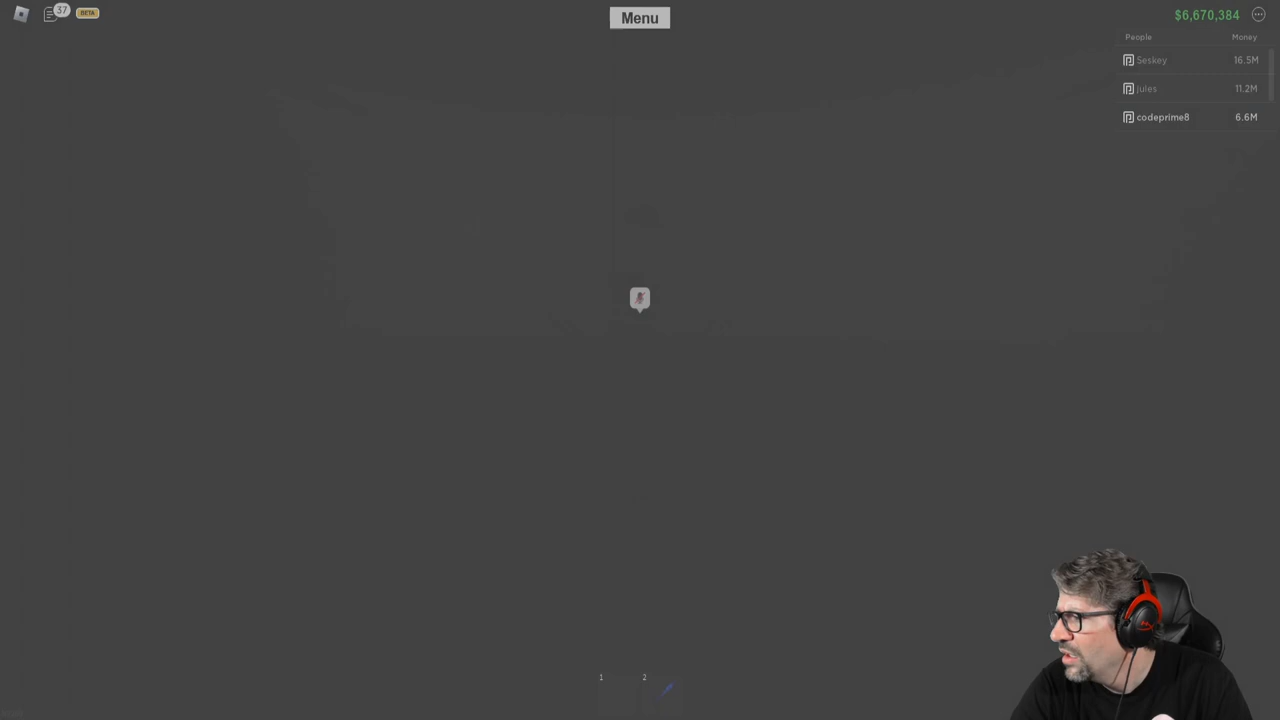 37
BETA
Menu
$6,670,384
People Money
Seskey 16.5M
jules 11.2M
codeprime8 6.6M
1 2